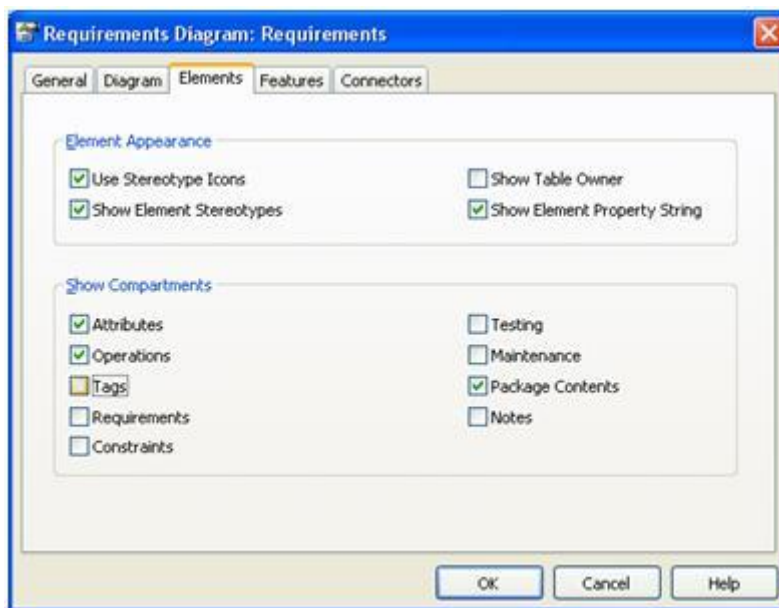 Requirements Diagram: Requirements
General Diagram Elements Features Connectors
Element Appearance
Use Stereotype Icons Show Table Owner
Show Element Stereotypes Show Element Property String
Show Compartments
Attributes Testing
Operations Maintenance
Tags Package Contents
Requirements Notes
Constraints
OK Cancel Help